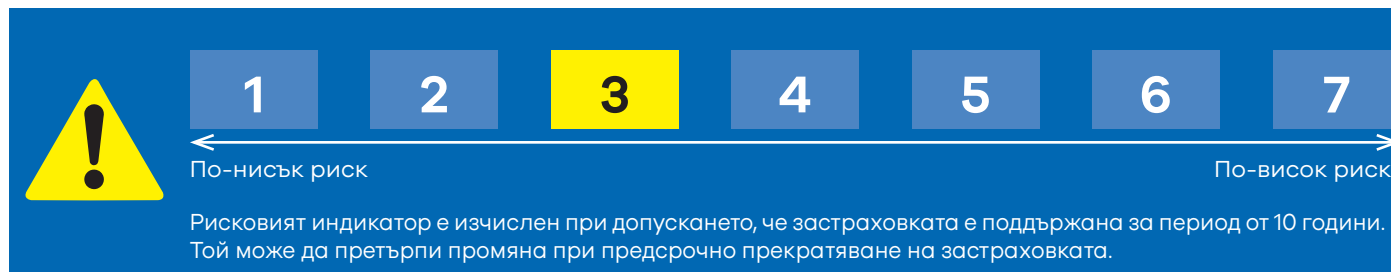 1 2 3 4 5 6 7
По-нисък риск По-висок риск
Рисковият индикатор е изчислен при допускането, че застраховката е поддържана за период от 10 години.
Той може да претърпи промяна при предсрочно прекратяване на застраховката.